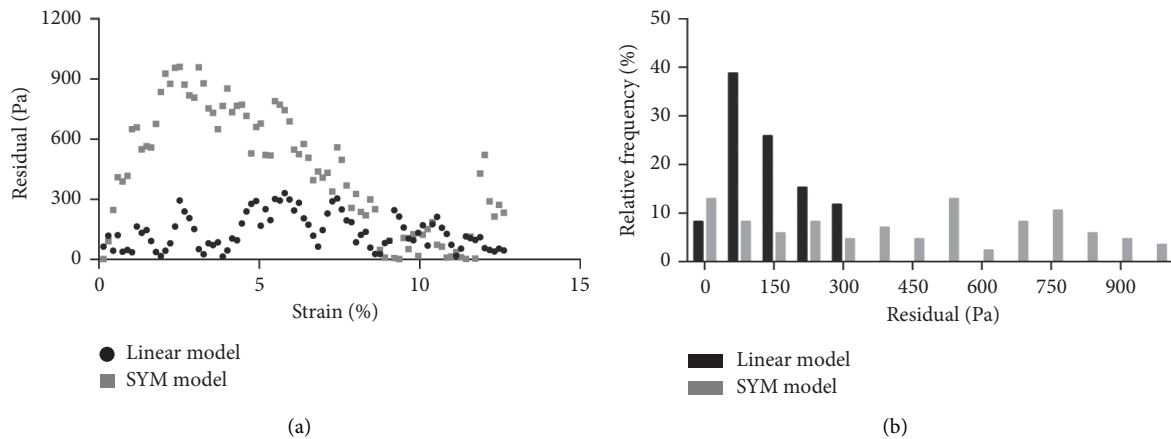 1200
900
600
300
0
Residual (Pa)
0
5
10
15
Strain (%)
Linear model
SYM model
(a)
50
40
30
20
10
0
Relative frequency (%)
0
150
300
450
600
750
900
Residual (Pa)
Linear model
SYM model
(b)